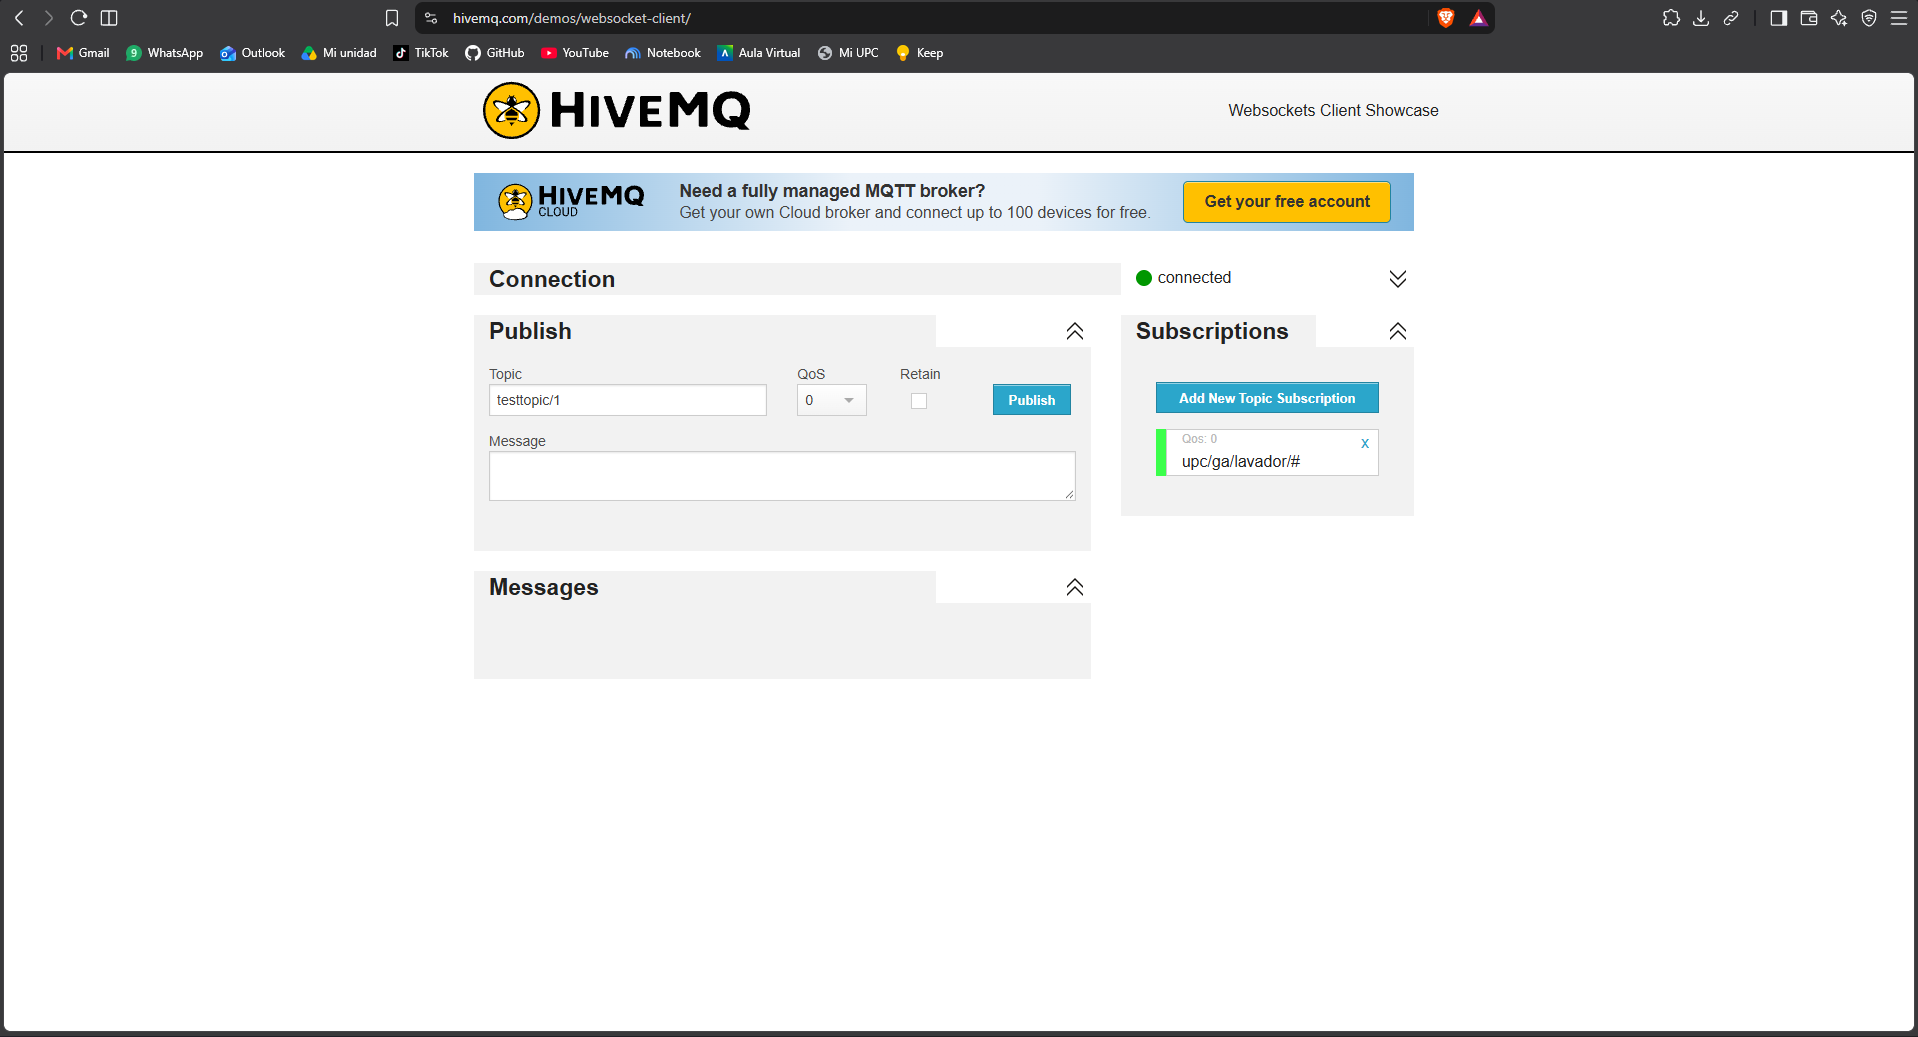 hivemq.com/demos/websocket-client/
Gmail
9 WhatsApp
Outlook
Mi unidad
TikTok
GitHub
YouTube
Notebook
Aula Virtual
Mi UPC
Keep
HIVEMQ
Websockets Client Showcase
HIVEMQ
CLOUD
Need a fully managed MQTT broker?
Get your own Cloud broker and connect up to 100 devices for free.
Get your free account
Connection
connected
Publish
Topic
QoS
Retain
testtopic/1
0
Publish
Message
Subscriptions
Add New Topic Subscription
Qos: 0
x
upc/ga/lavador/#
Messages